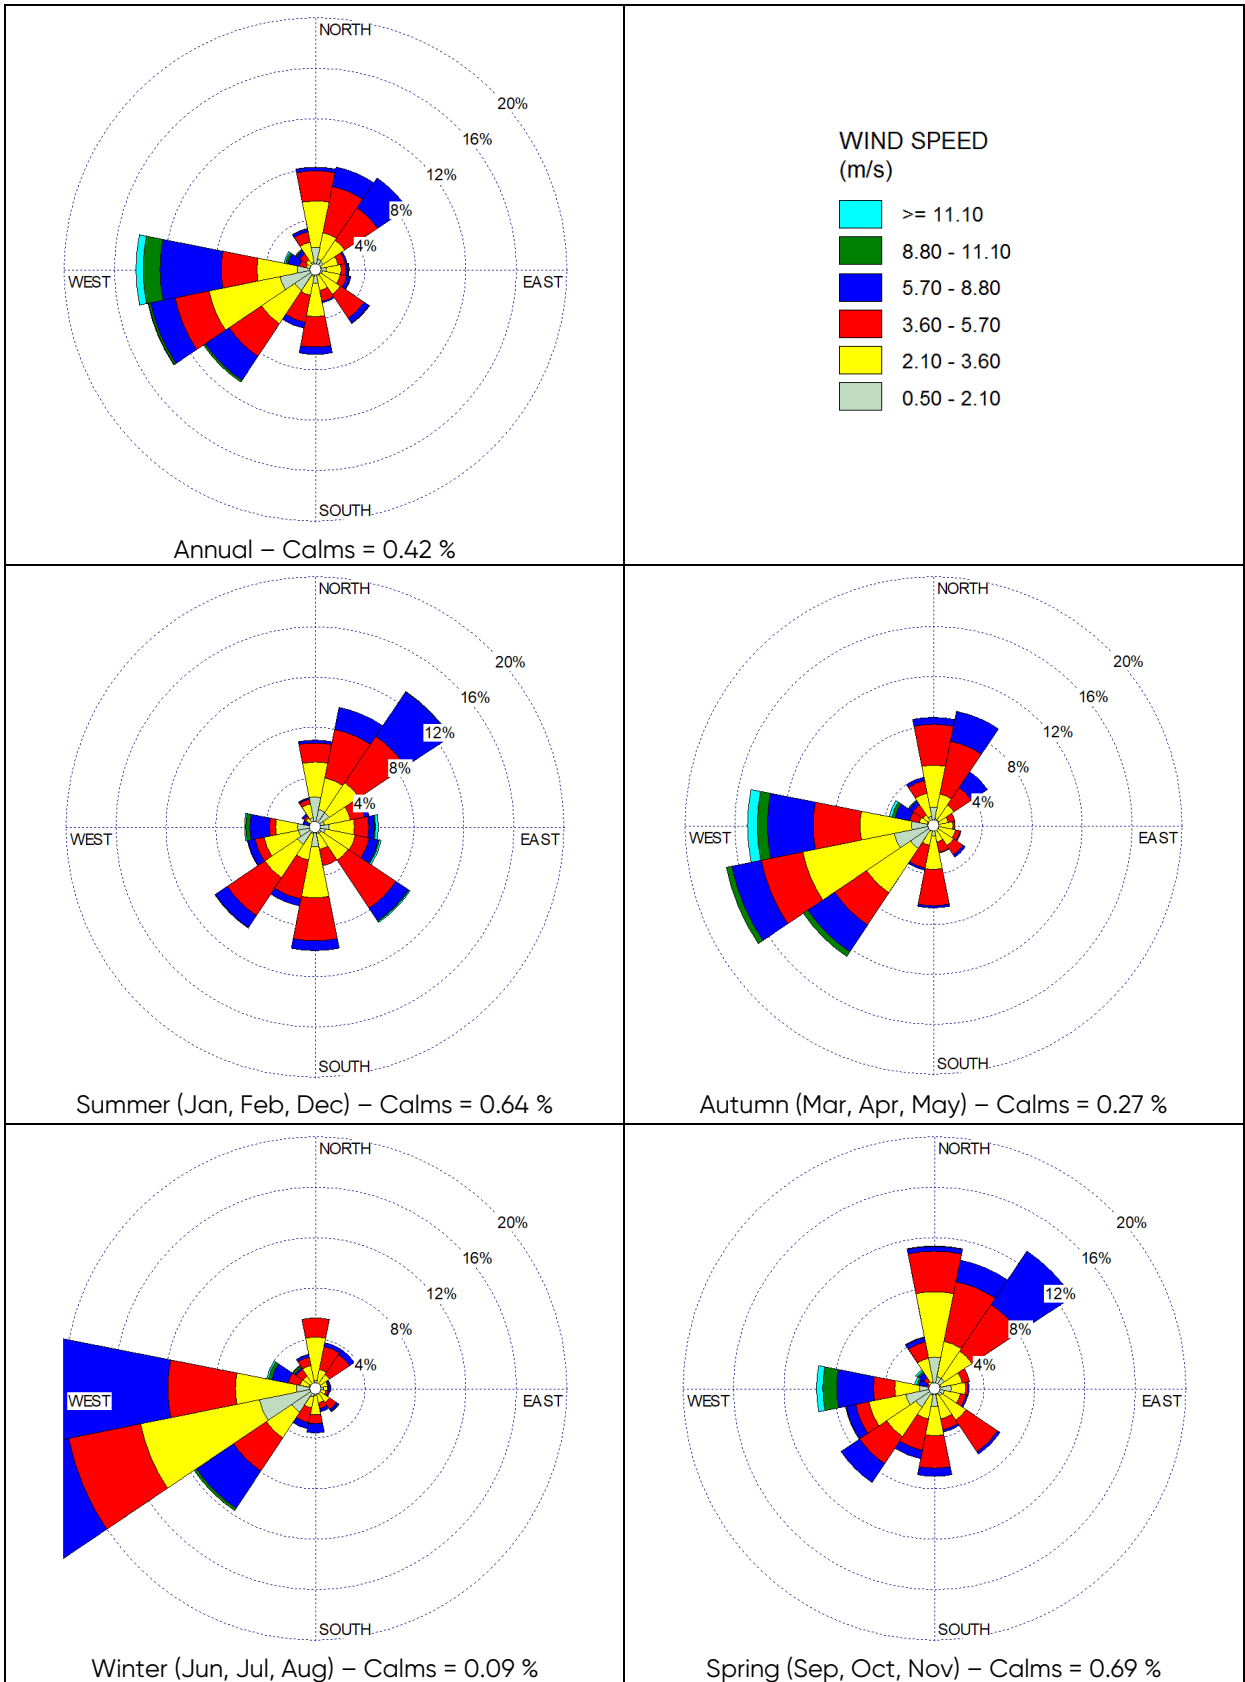 NORTH
20%
16%
12%
8%
4%
WEST
EAST
SOUTH
Annual – Calms = 0.42 %
WIND SPEED
(m/s)
>= 11.10
8.80 - 11.10
5.70 - 8.80
3.60 - 5.70
2.10 - 3.60
0.50 - 2.10
NORTH
20%
16%
12%
8%
4%
WEST
EAST
SOUTH
Summer (Jan, Feb, Dec) – Calms = 0.64 %
NORTH
20%
16%
12%
8%
4%
WEST
EAST
SOUTH
Autumn (Mar, Apr, May) – Calms = 0.27 %
NORTH
20%
16%
12%
8%
4%
WEST
EAST
SOUTH
Winter (Jun, Jul, Aug) – Calms = 0.09 %
NORTH
20%
16%
12%
8%
4%
WEST
EAST
SOUTH
Spring (Sep, Oct, Nov) – Calms = 0.69 %